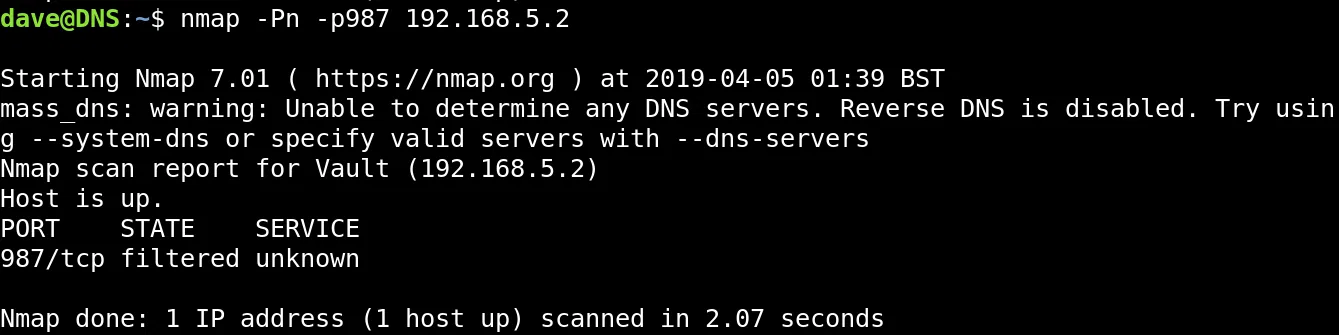 dave@DNS:~$ nmap -Pn -p987 192.168.5.2
Starting Nmap 7.01 ( https://nmap.org ) at 2019-04-05 01:39 BST
mass_dns: warning: Unable to determine any DNS servers. Reverse DNS is disabled. Try usin
g --system-dns or specify valid servers with --dns-servers
Nmap scan report for Vault (192.168.5.2)
Host is up.
PORT    STATE    SERVICE
987/tcp filtered unknown
Nmap done: 1 IP address (1 host up) scanned in 2.07 seconds